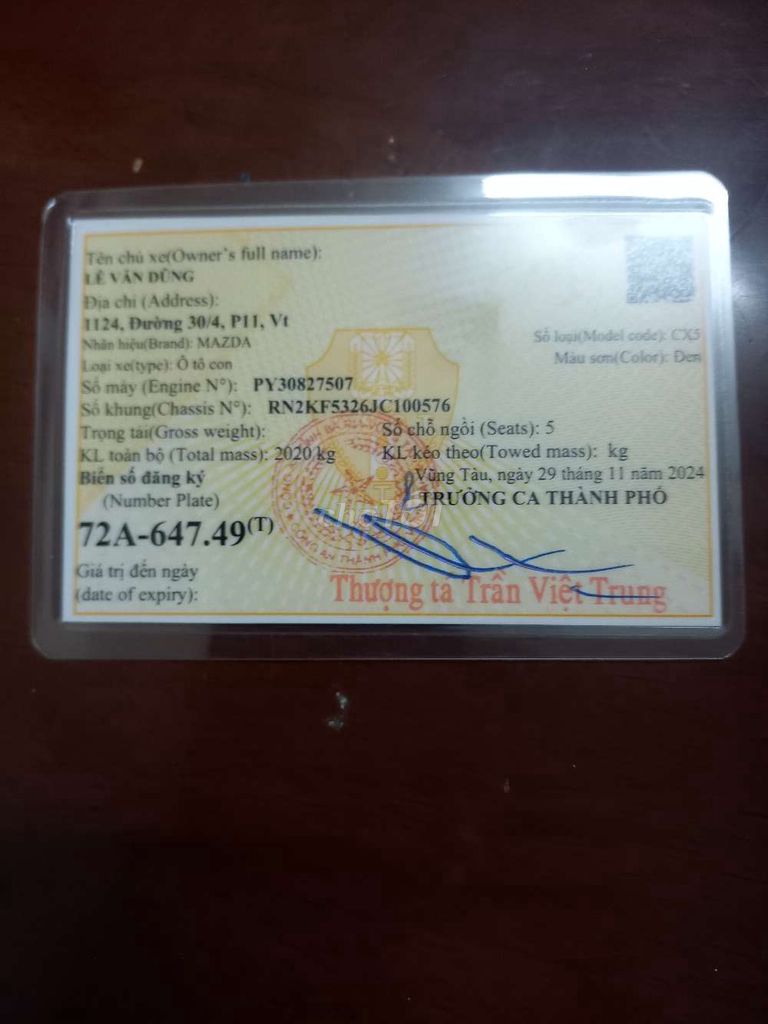 Tên chủ xe(Owner's full name):
LÊ VĂN DŨNG
Địa chỉ (Address):
1124, Đường 30/4, P11, Vt
Nhãn hiệu(Brand): MAZDA
Số loại(Model code): CX5
Loại xe(type): Ô tô con
Màu sơn(Color): Đen
Số máy (Engine N°): PY30827507
Số khung(Chassis N°): RN2KF5326JC100576
Trọng tải(Gross weight):
Số chỗ ngồi (Seats): 5
KL toàn bộ (Total mass): 2020 kg
KL kéo theo(Towed mass): kg
Biển số đăng ký
(Number Plate)
Vũng Tàu, ngày 29 tháng 11 năm 2024
TRƯỞNG CA THÀNH PHỐ
72A-647.49(T)
Giá trị đến ngày
(date of expiry):
Thượng tá Trần Việt Trung